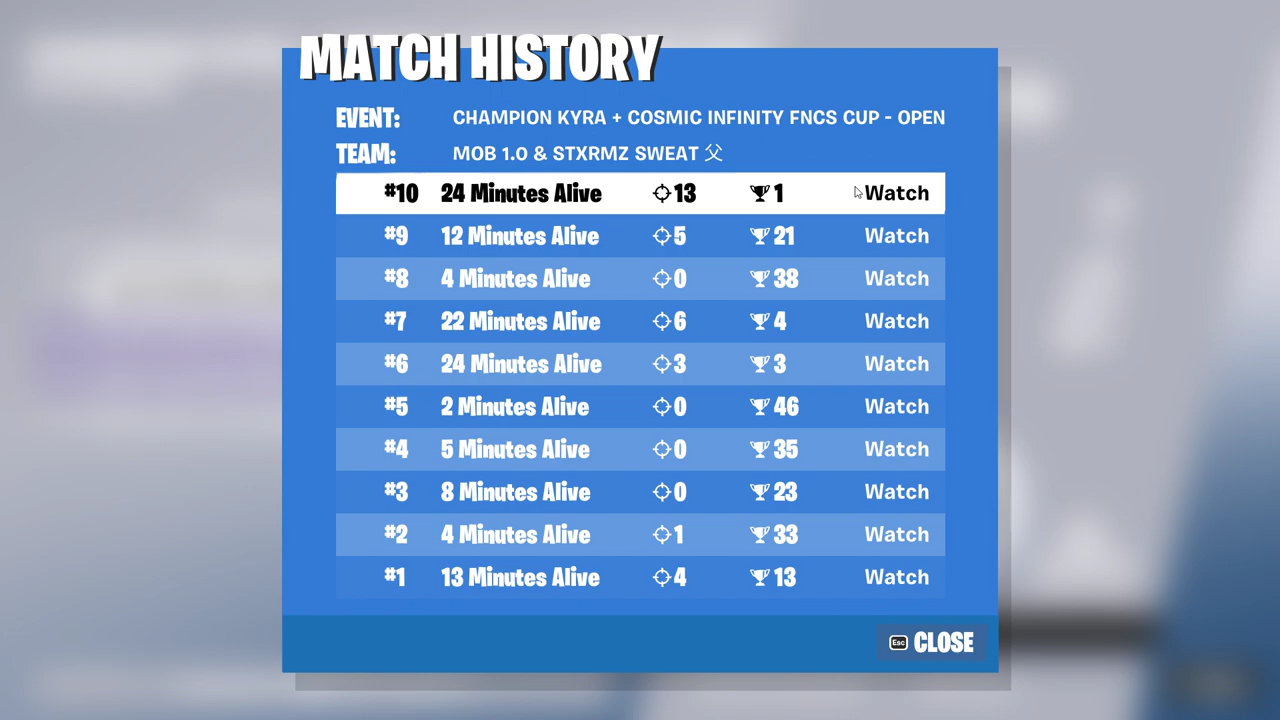 MATCH HISTORY
EVENT: CHAMPION KYRA + COSMIC INFINITY FNCS CUP - OPEN
TEAM: MOB 1.0 & STXRMZ SWEAT 父
#10 24 Minutes Alive 13 1 Watch
#9 12 Minutes Alive 5 21 Watch
#8 4 Minutes Alive 0 38 Watch
#7 22 Minutes Alive 6 4 Watch
#6 24 Minutes Alive 3 3 Watch
#5 2 Minutes Alive 0 46 Watch
#4 5 Minutes Alive 0 35 Watch
#3 8 Minutes Alive 0 23 Watch
#2 4 Minutes Alive 1 33 Watch
#1 13 Minutes Alive 4 13 Watch
Esc CLOSE